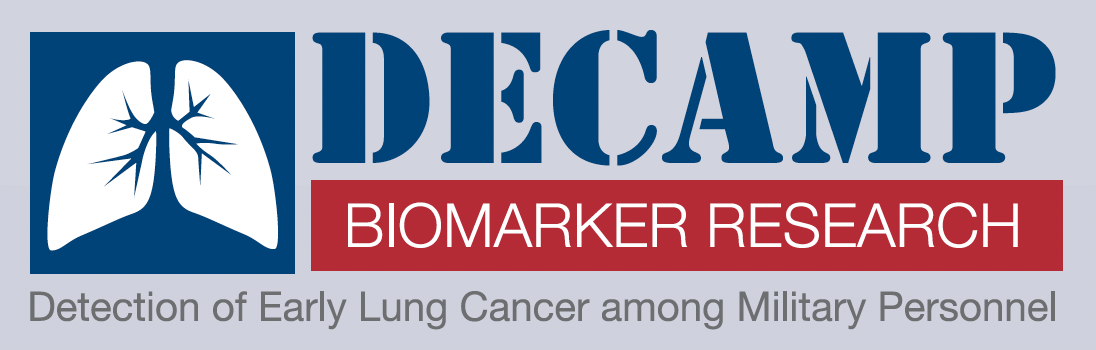 DECAMP
BIOMARKER RESEARCH
Detection of Early Lung Cancer among Military Personnel